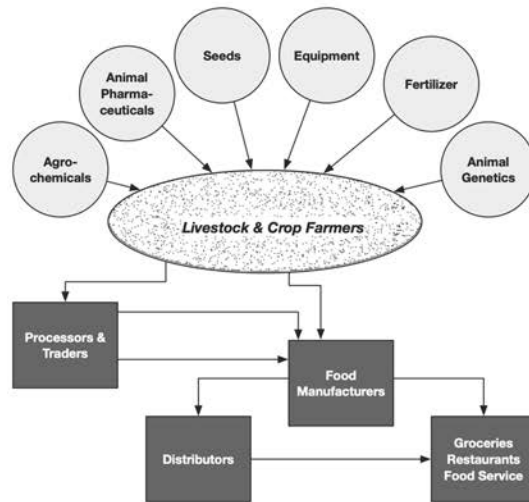 Seeds
Equipment
Animal
Pharma-
ceuticals
Fertilizer
Agro-
chemicals
Animal
Genetics
Livestock & Crop Farmers
Processors &
Traders
Food
Manufacturers
Distributors
Groceries
Restaurants
Food Service